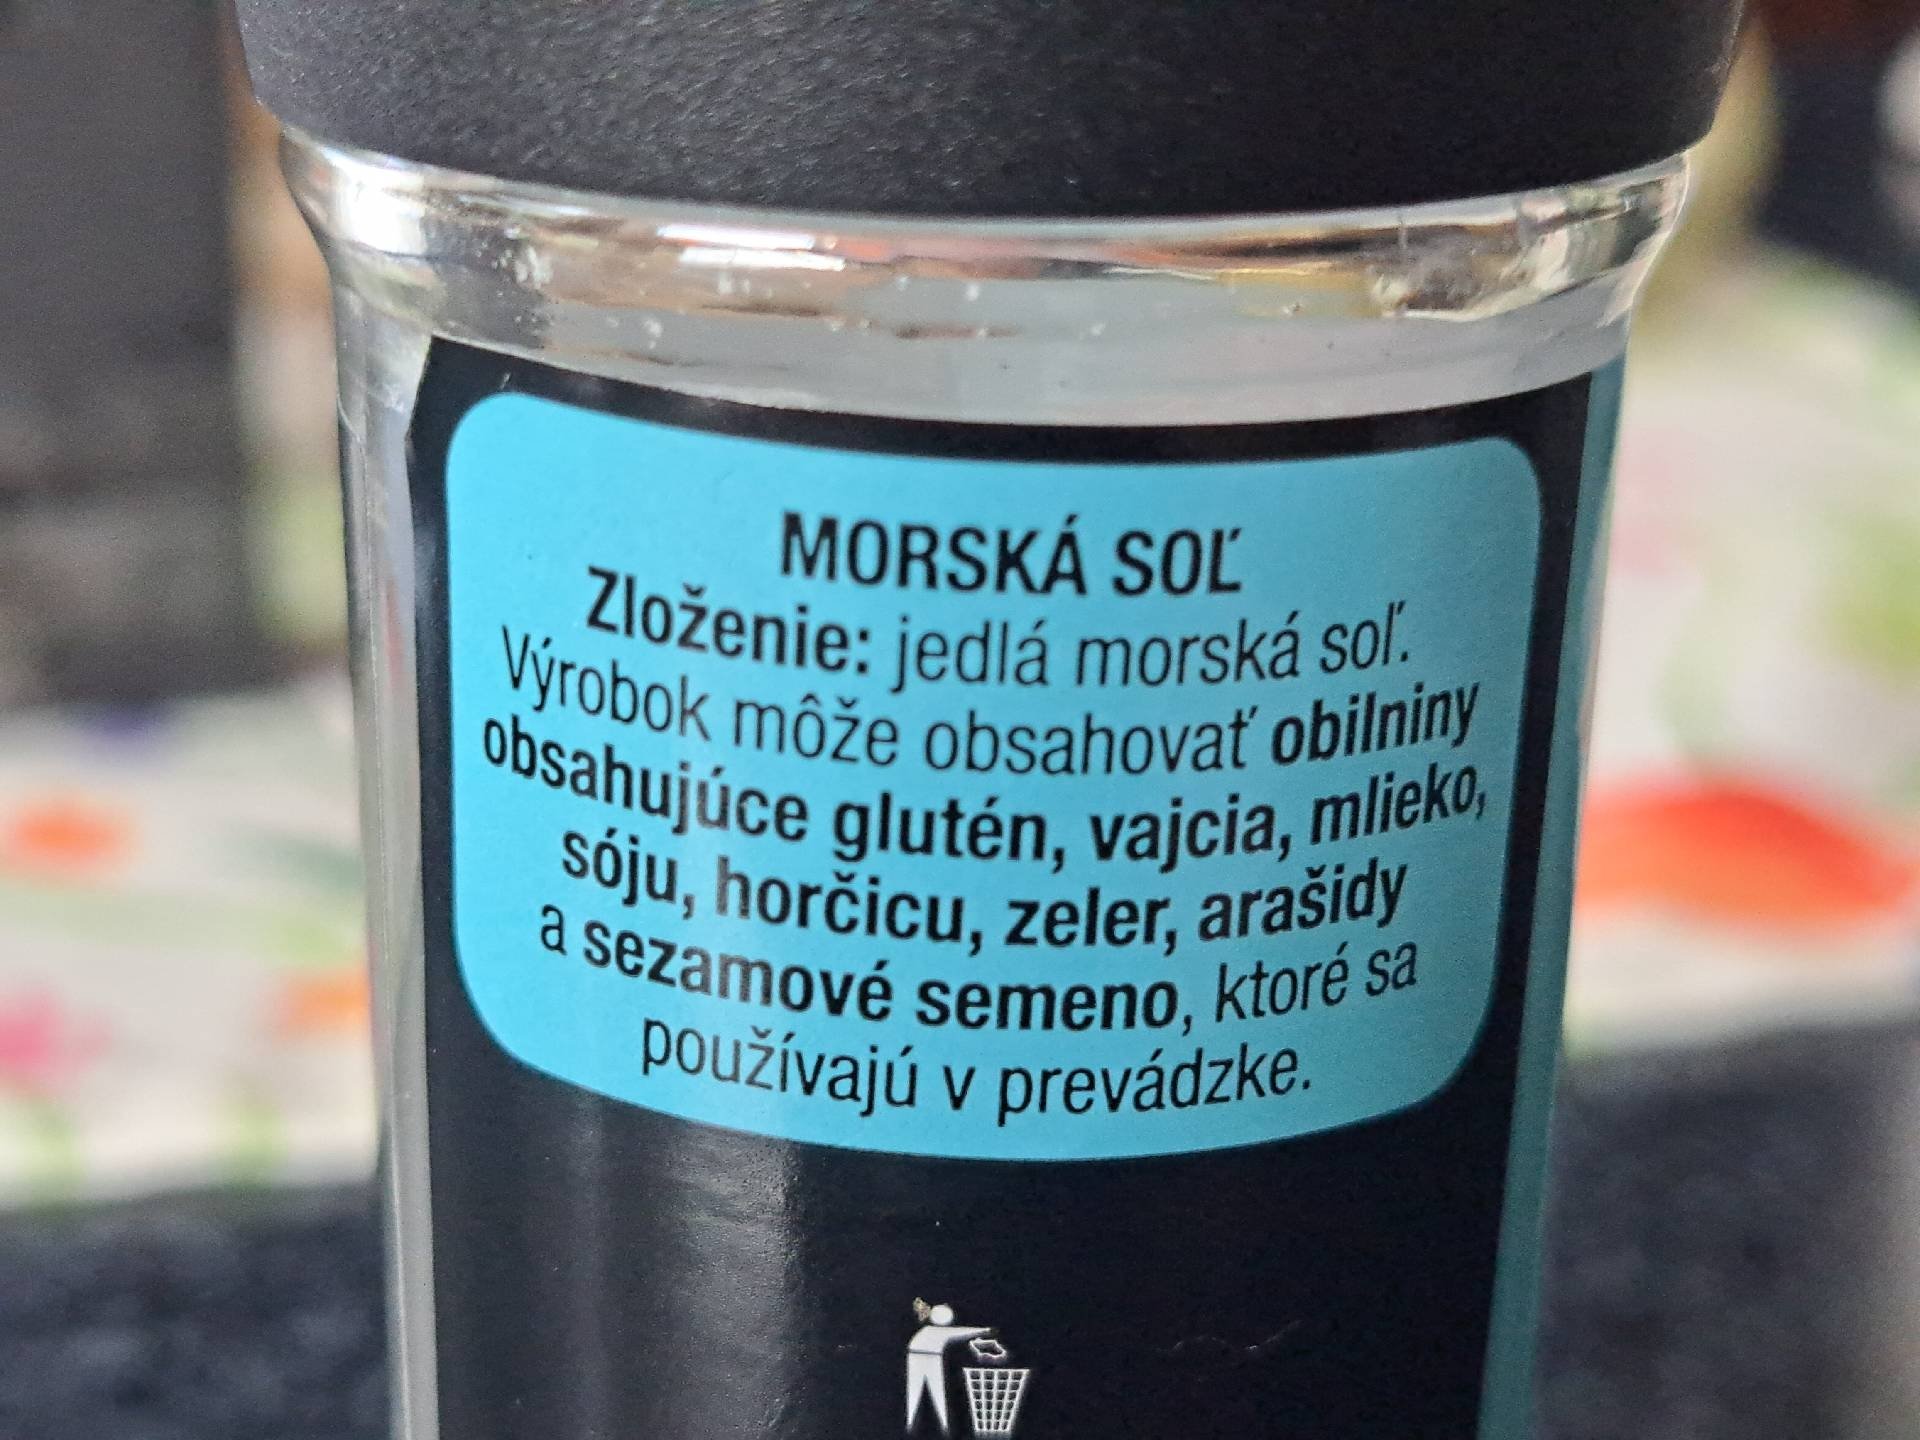 MORSKÁ SOĽ
Zloženie: jedlá morská soľ.
Výrobok môže obsahovať obilniny
obsahujúce glutén, vajcia, mlieko,
sóju, horčicu, zeler, arašidy
a sezamové semeno, ktoré sa
používajú v prevádzke.